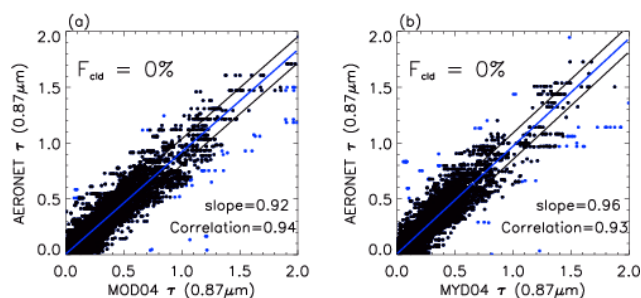 (a)
2.0
1.5
1.0
0.5
0.0
AERONET τ (0.87μm)
F_cld = 0%
slope=0.92
Correlation=0.94
0.0 0.5 1.0 1.5 2.0
MOD04 τ (0.87μm)
(b)
2.0
1.5
1.0
0.5
0.0
AERONET τ (0.87μm)
F_cld = 0%
slope=0.96
Correlation=0.93
0.0 0.5 1.0 1.5 2.0
MYD04 τ (0.87μm)